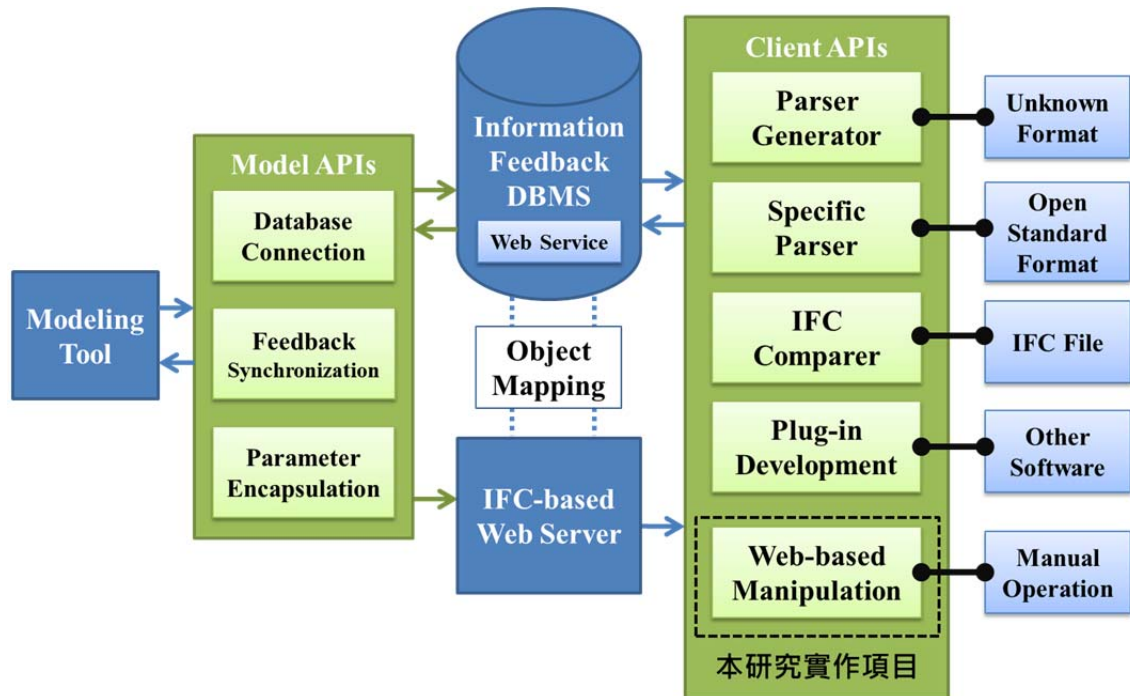 Modeling
Tool
Model APIs
Database
Connection
Feedback
Synchronization
Parameter
Encapsulation
Information
Feedback
DBMS
Web Service
Object
Mapping
IFC-based
Web Server
Client APIs
Parser
Generator
Specific
Parser
IFC
Comparer
Plug-in
Development
Web-based
Manipulation
本研究實作項目
Unknown
Format
Open
Standard
Format
IFC File
Other
Software
Manual
Operation